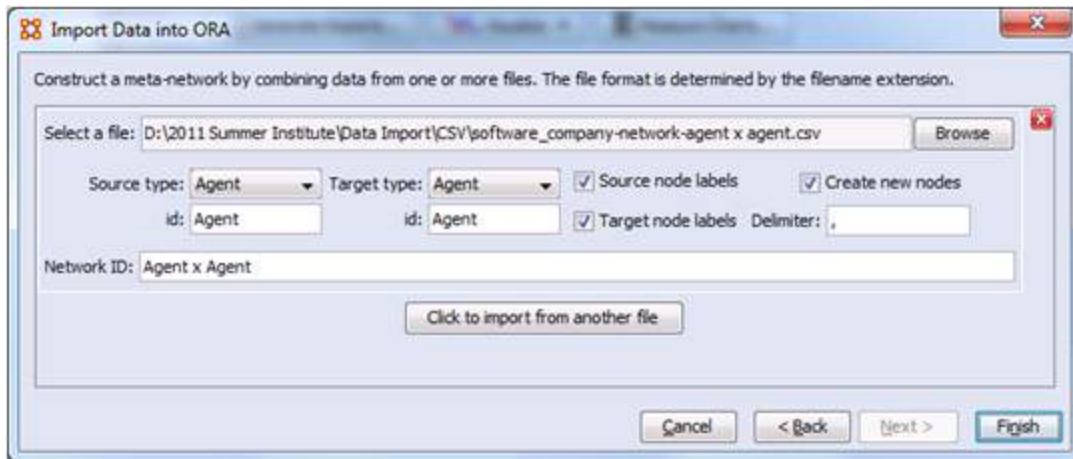 Import Data into ORA
Construct a meta-network by combining data from one or more files. The file format is determined by the filename extension.
Select a file: D:\2011 Summer Institute\Data Import\CSV\software_company-network-agent x agent.csv Browse
Source type: Agent Target type: Agent Source node labels Create new nodes
id: Agent id: Agent Target node labels Delimiter: ,
Network ID: Agent x Agent
Click to import from another file
Cancel < Back Next > Finish